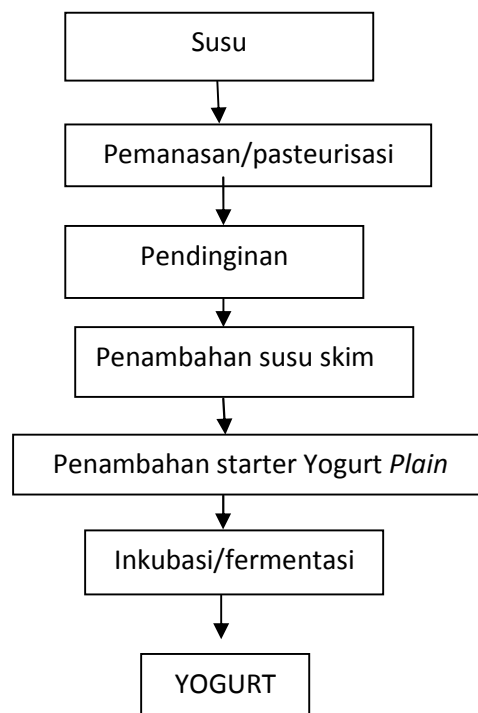 Susu
Pemanasan/pasteurisasi
Pendinginan
Penambahan susu skim
Penambahan starter Yogurt Plain
Inkubasi/fermentasi
YOGURT